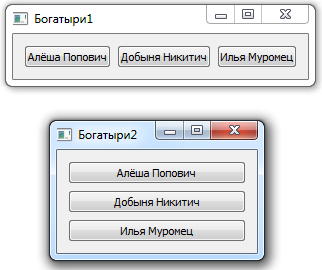 Богатыри1
Алёша Попович Добыня Никитич Илья Муромец
Богатыри2
Алёша Попович
Добыня Никитич
Илья Муромец